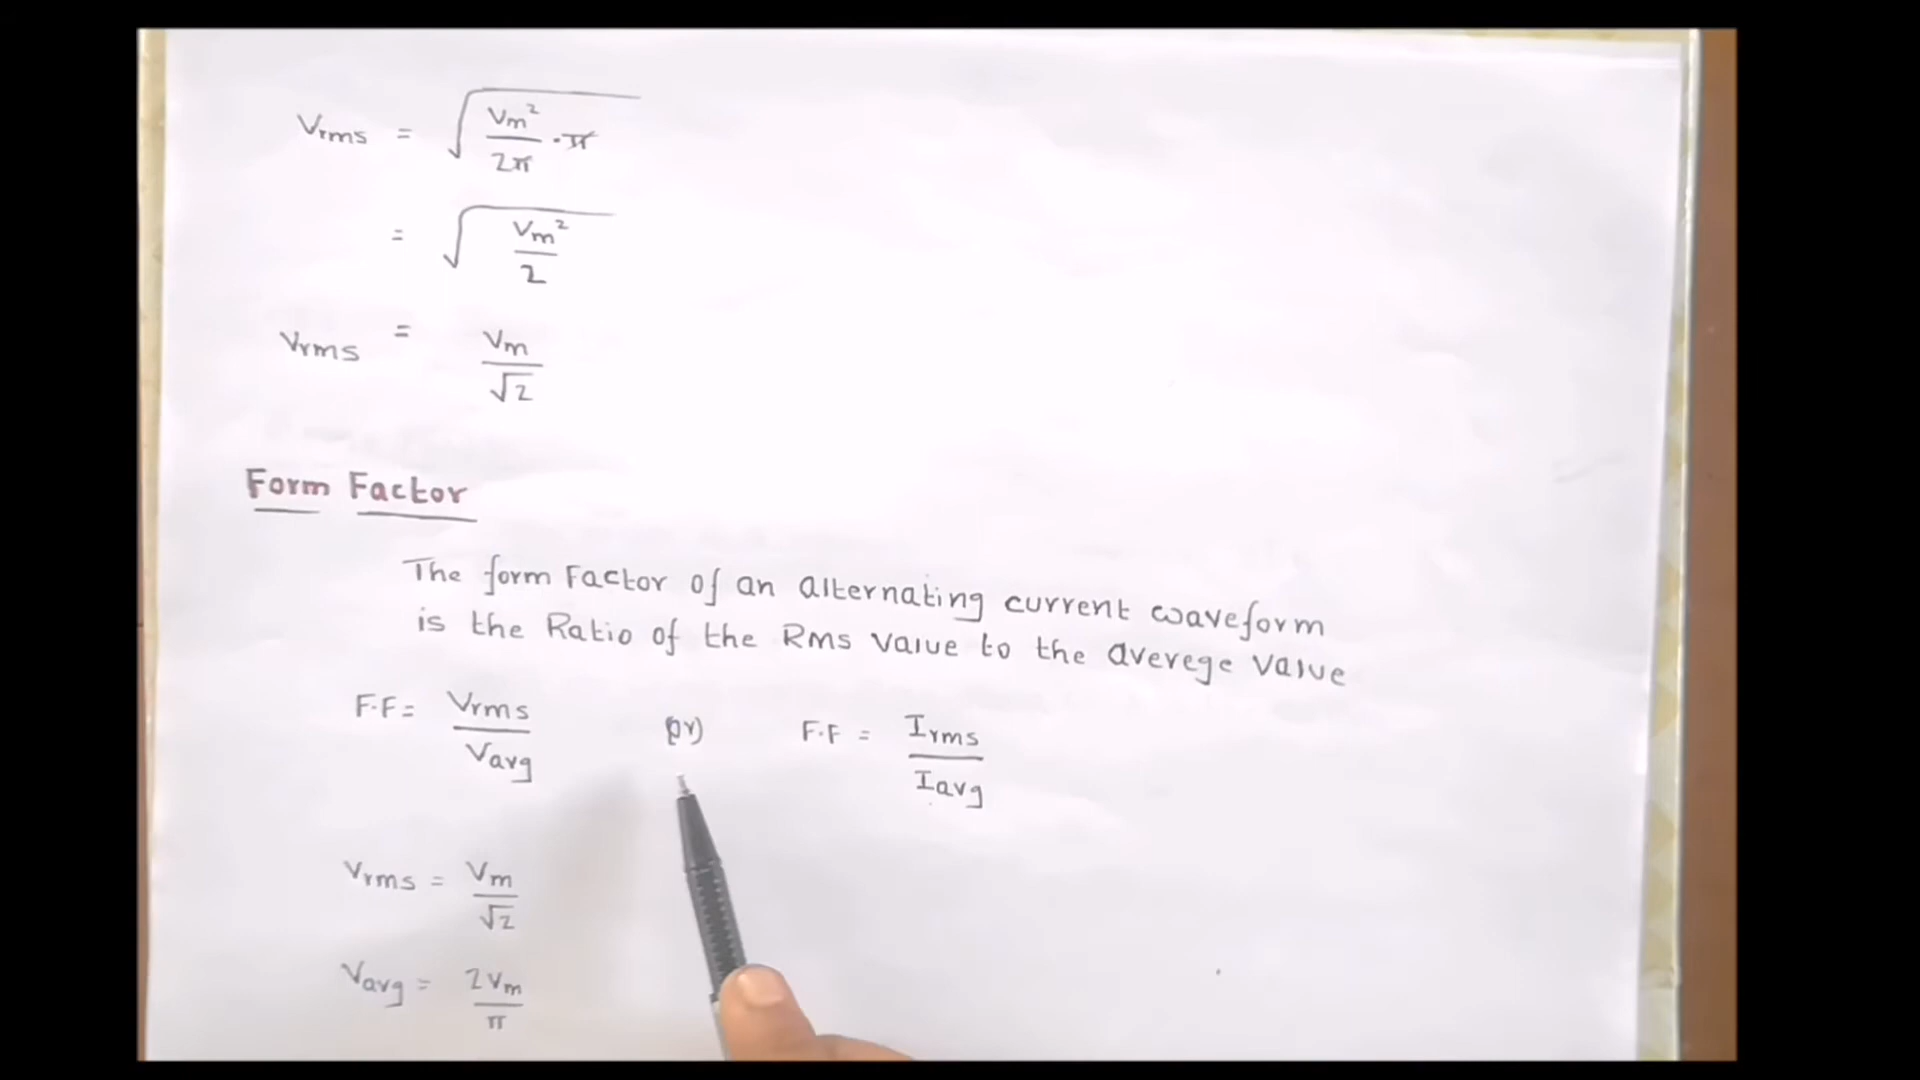 Vrms = √(Vm²/2π · π)
= √(Vm²/2)
Vrms = Vm/√2
Form Factor
The form Factor of an alternating current waveform
is the Ratio of the Rms value to the averege value
F.F = Vrms/Vavg (or) F.F = Irms/Iavg
Vrms = Vm/√2
Vavg = 2Vm/π